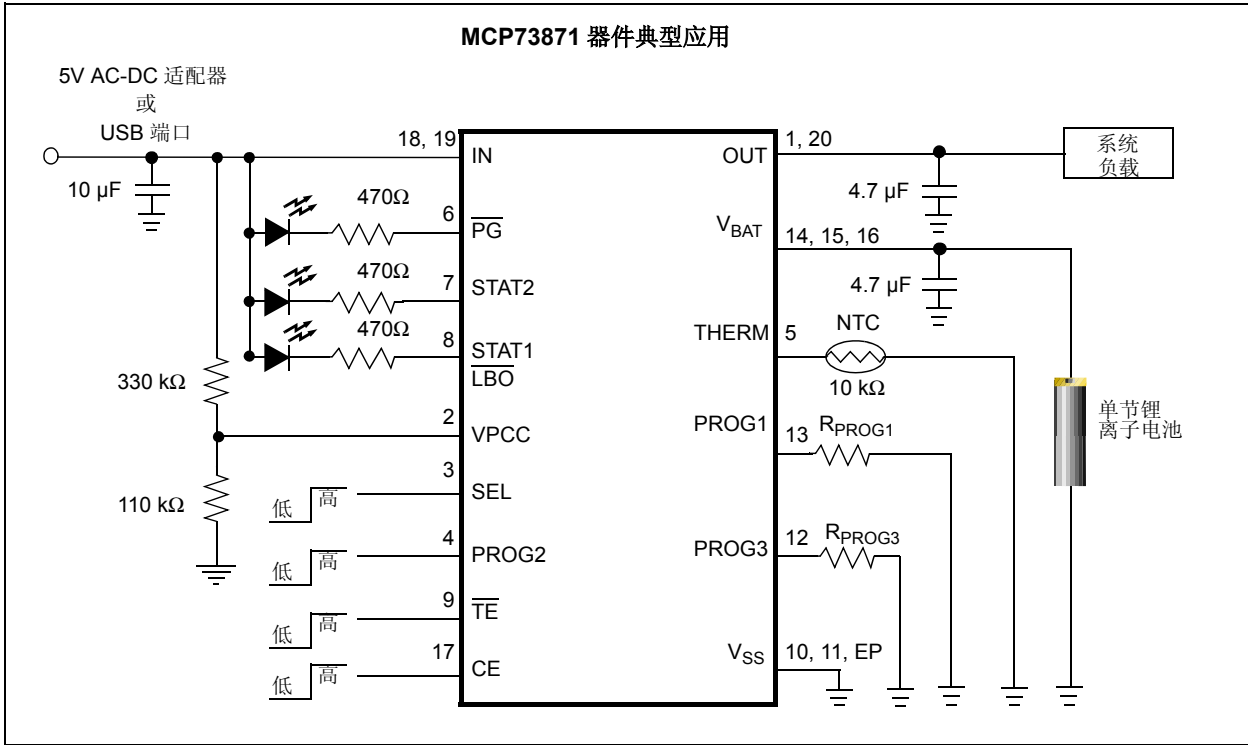 MCP73871 器件典型应用
5V AC-DC 适配器
或
USB 端口
10 µF
18, 19
IN
470Ω
6
PG
470Ω
7
STAT2
470Ω
8
STAT1
LBO
330 kΩ
2
VPCC
110 kΩ
3
SEL
低
高
4
PROG2
低
高
9
TE
低
高
17
CE
低
高
OUT
1, 20
系统
负载
4.7 µF
VBAT
14, 15, 16
4.7 µF
THERM
5
NTC
10 kΩ
PROG1
13
RPROG1
PROG3
12
RPROG3
VSS
10, 11, EP
单节锂
离子电池